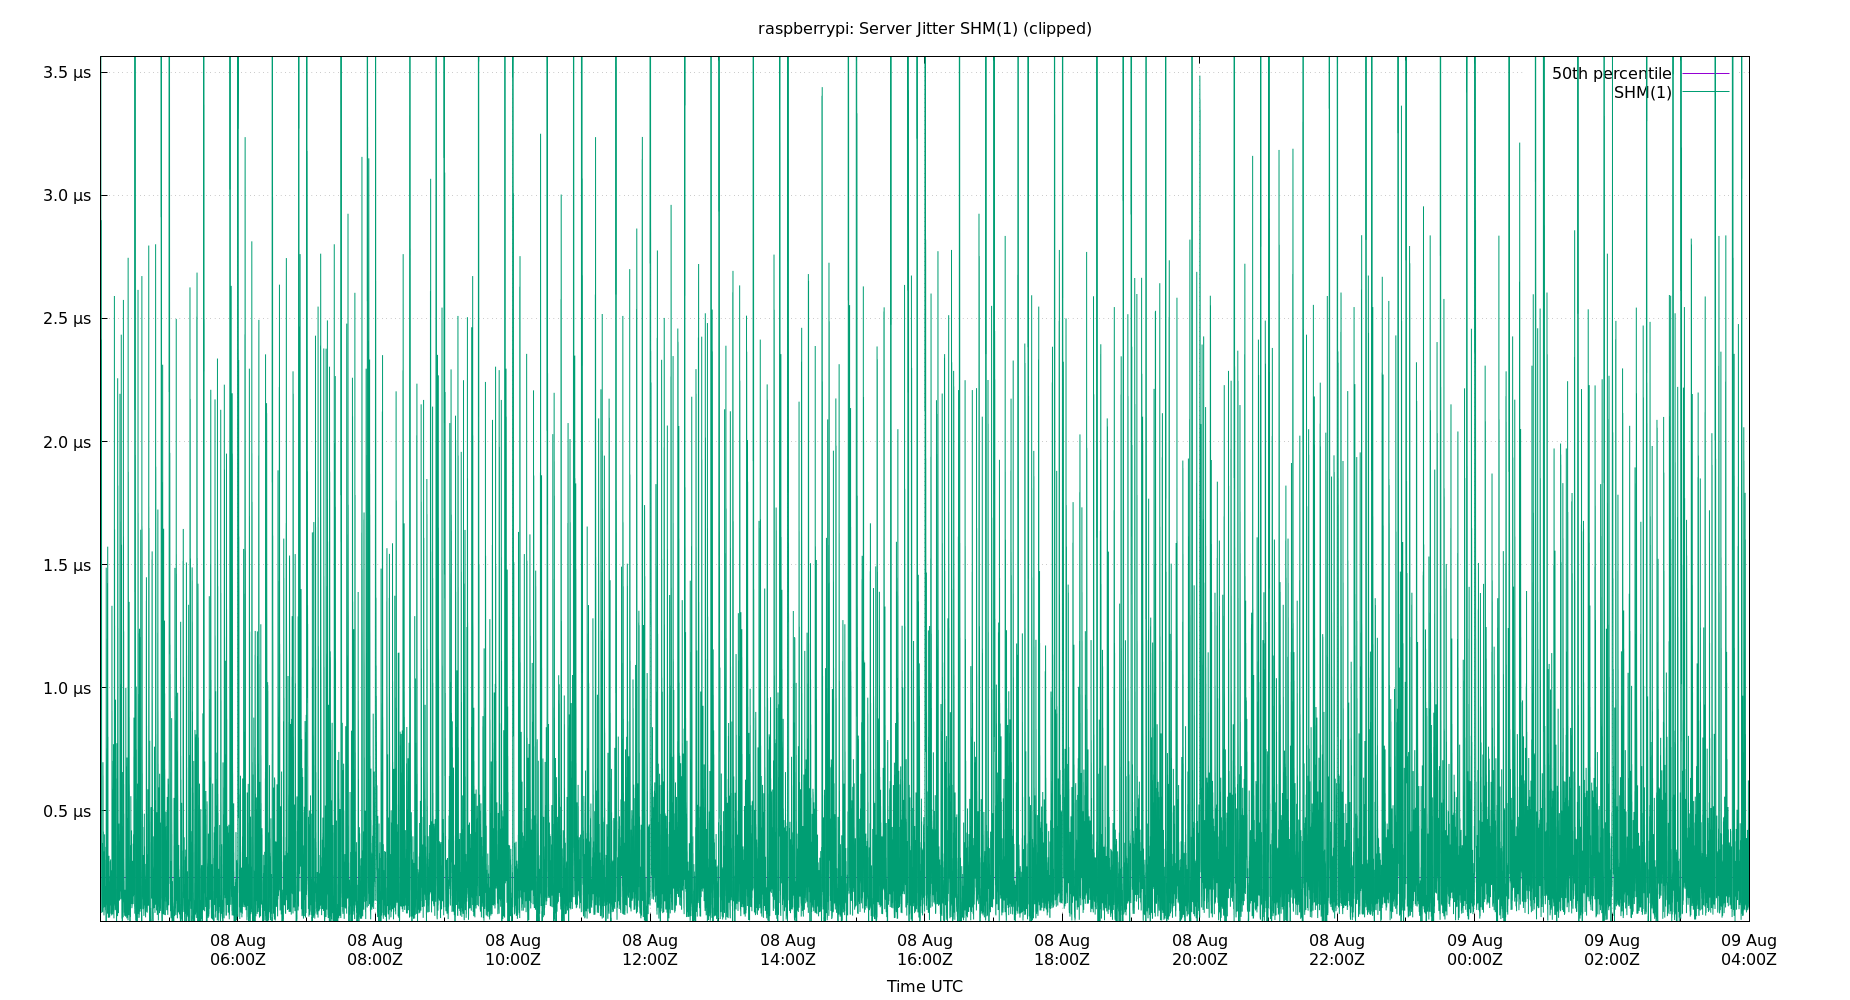 raspberrypi: Server Jitter SHM(1) (clipped)
3.5 µs
3.0 µs
2.5 µs
2.0 µs
1.5 µs
1.0 µs
0.5 µs
50th percentile
SHM(1)
08 Aug 08 Aug 08 Aug 08 Aug 08 Aug 08 Aug 08 Aug 08 Aug 08 Aug 09 Aug 09 Aug 09 Aug
06:00Z 08:00Z 10:00Z 12:00Z 14:00Z 16:00Z 18:00Z 20:00Z 22:00Z 00:00Z 02:00Z 04:00Z
Time UTC